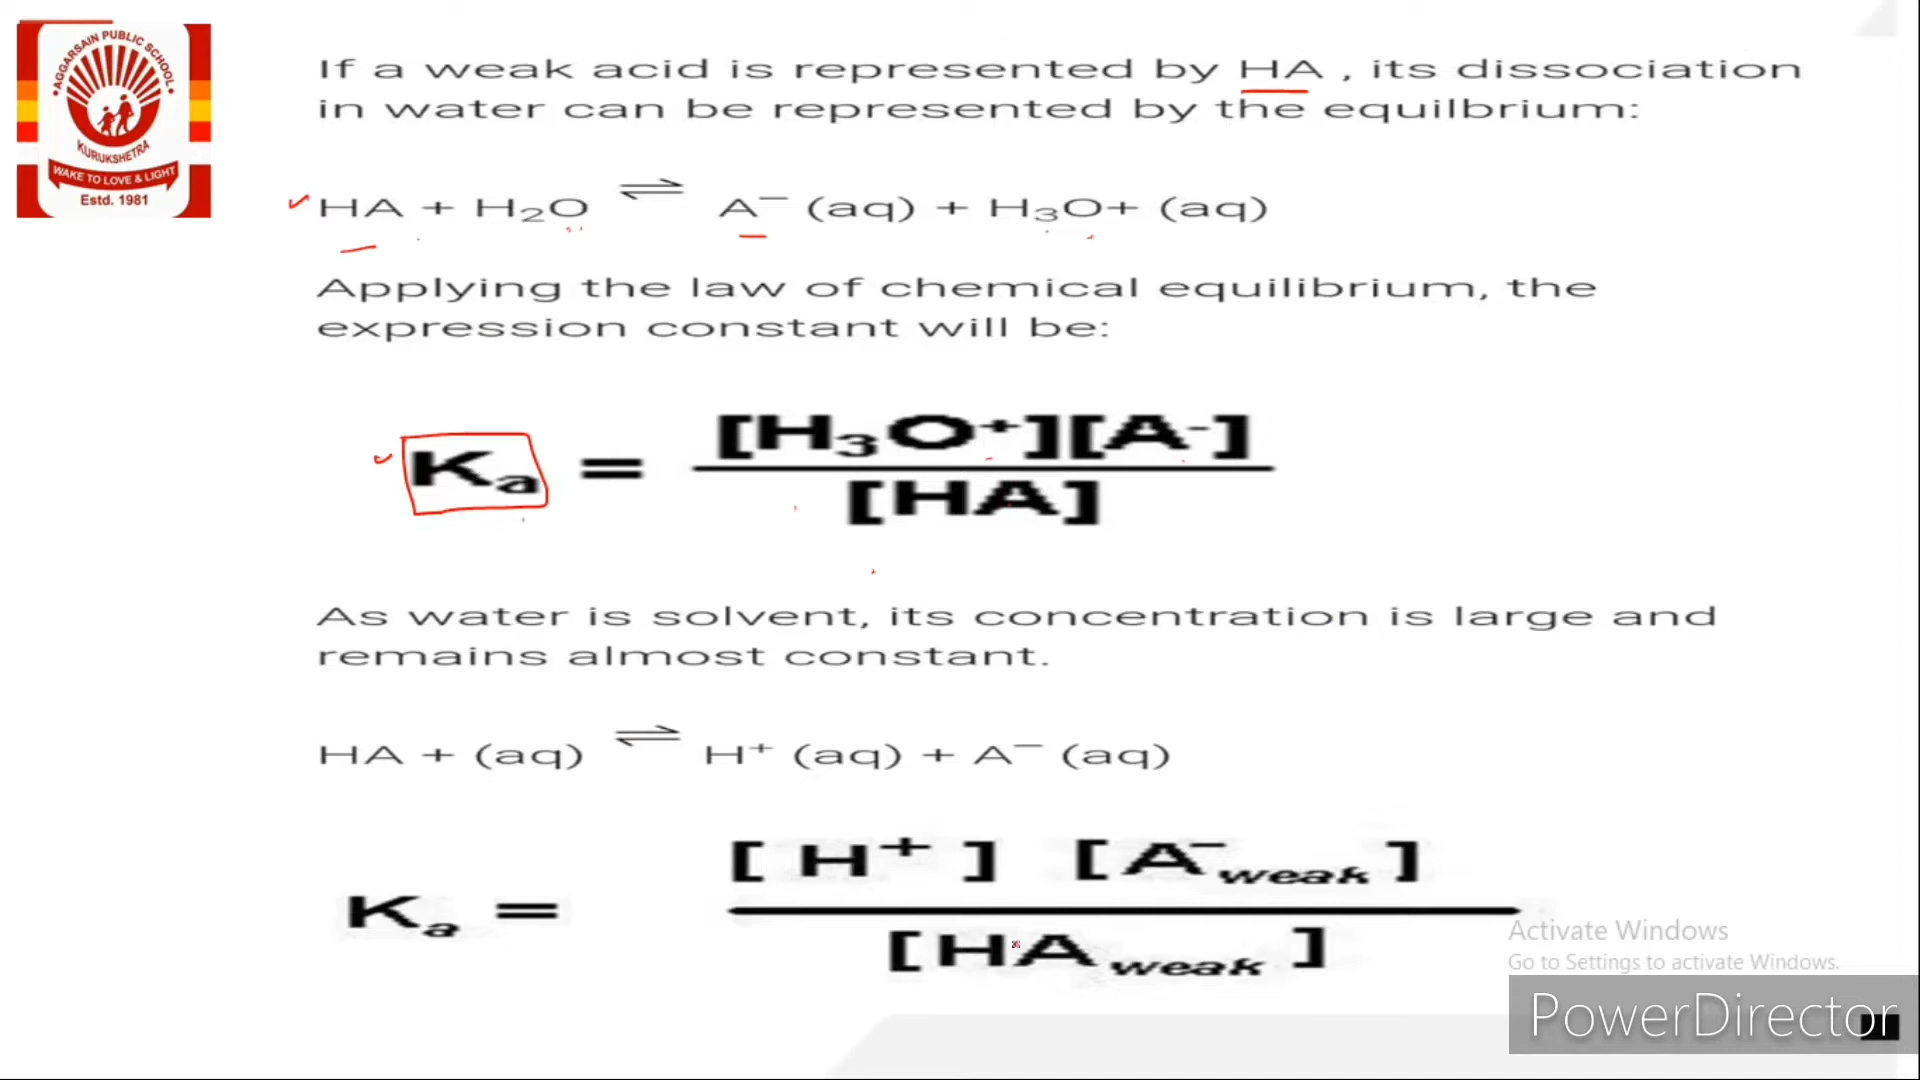 AGGARSAIN PUBLIC SCHOOL
KURUKSHETRA
WAKE TO LOVE & LIGHT
Estd. 1981
If a weak acid is represented by HA , its dissociation
in water can be represented by the equilbrium:
HA + H₂O ⇌ A⁻ (aq) + H₃O+ (aq)
Applying the law of chemical equilibrium, the
expression constant will be:
Kₐ = [H₃O⁺][A⁻] / [HA]
As water is solvent, its concentration is large and
remains almost constant.
HA + (aq) ⇌ H⁺ (aq) + A⁻ (aq)
Kₐ = [ H⁺ ] [ A⁻ weak ] / [ HA weak ]
Activate Windows
Go to Settings to activate Windows.
PowerDirector